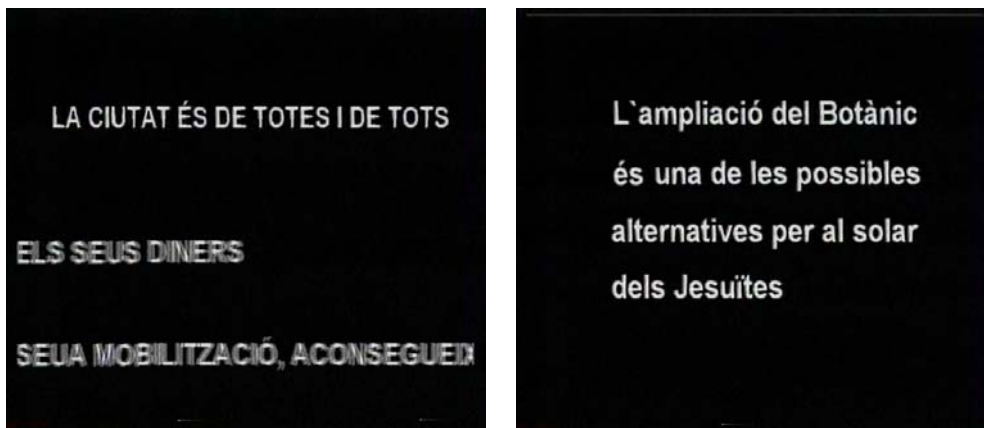 LA CIUTAT ÉS DE TOTES I DE TOTS
ELS SEUS DINERS
SEUA MOBILITZACIÓ, ACONSEGUEIX
L`ampliació del Botànic
és una de les possibles
alternatives per al solar
dels Jesuïtes